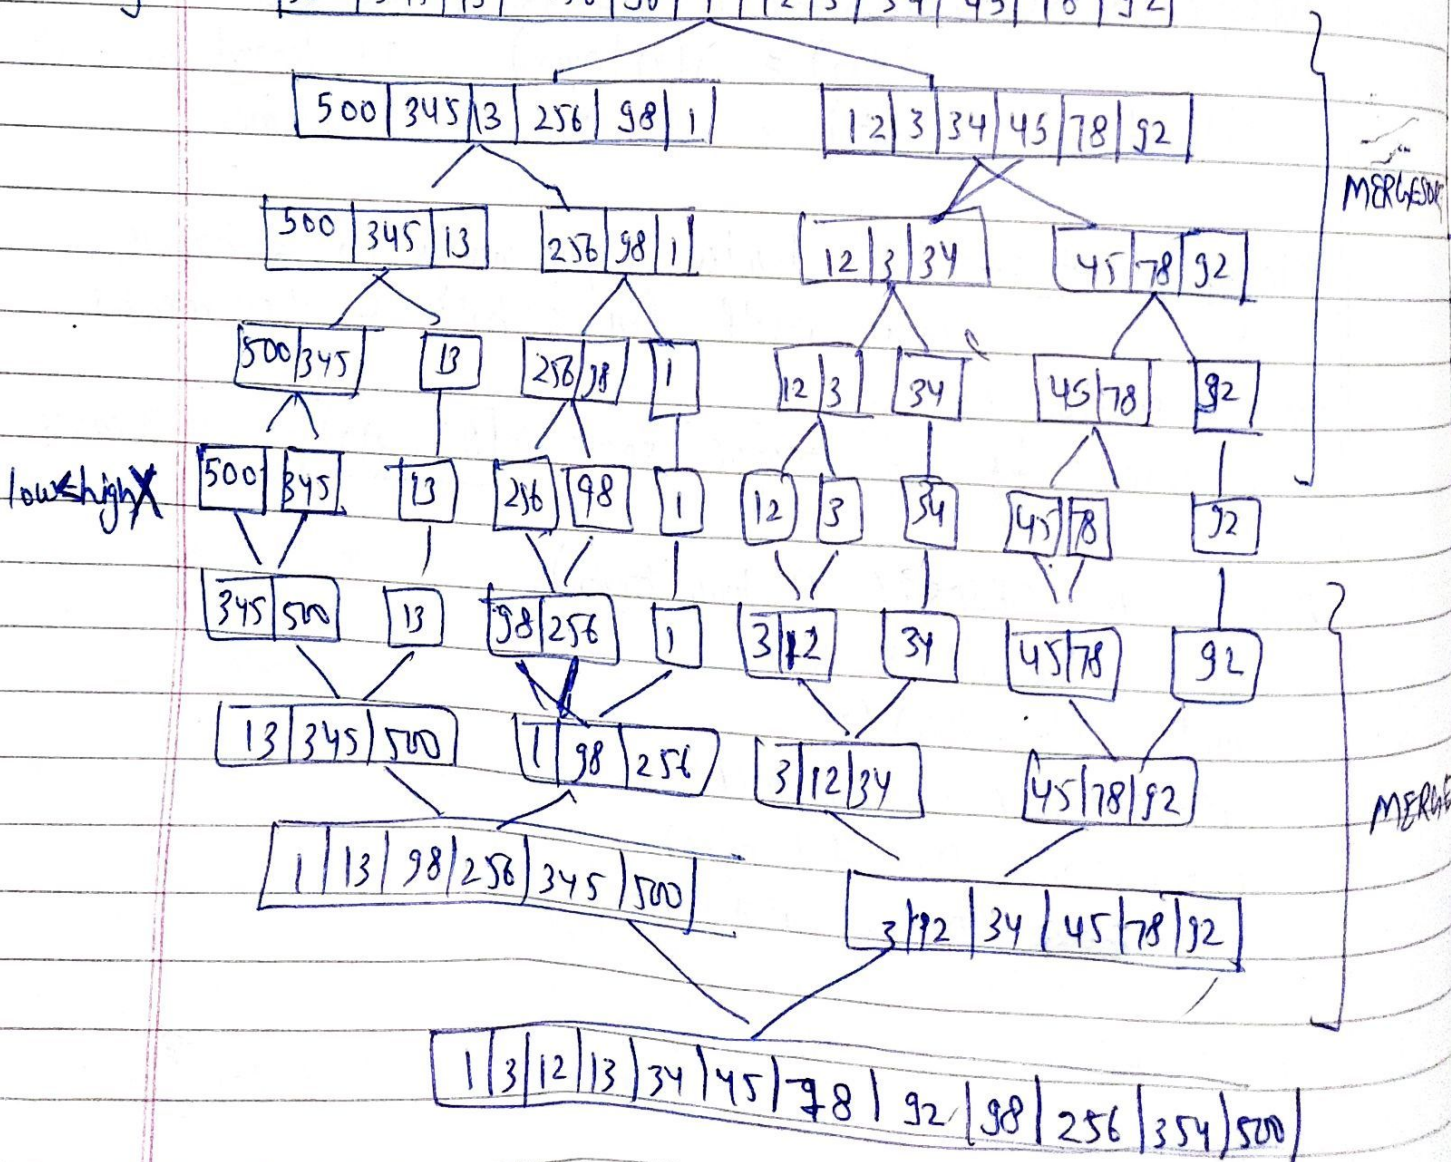 500 345 13 256 98 1 12 3 34 45 78 92
500 345 13 256 98 1 12 3 34 45 78 92
500 345 13 256 98 1 12 3 34 45 78 92
low<high X 500 345 13 256 98 1 12 3 34 45 78 92
345 500 13 98 256 1 3 12 34 45 78 92
13 345 500 1 98 256 3 12 34 45 78 92
1 13 98 256 345 500 3 12 34 45 78 92
1 3 12 13 34 45 78 92 98 256 354 500
MERGE